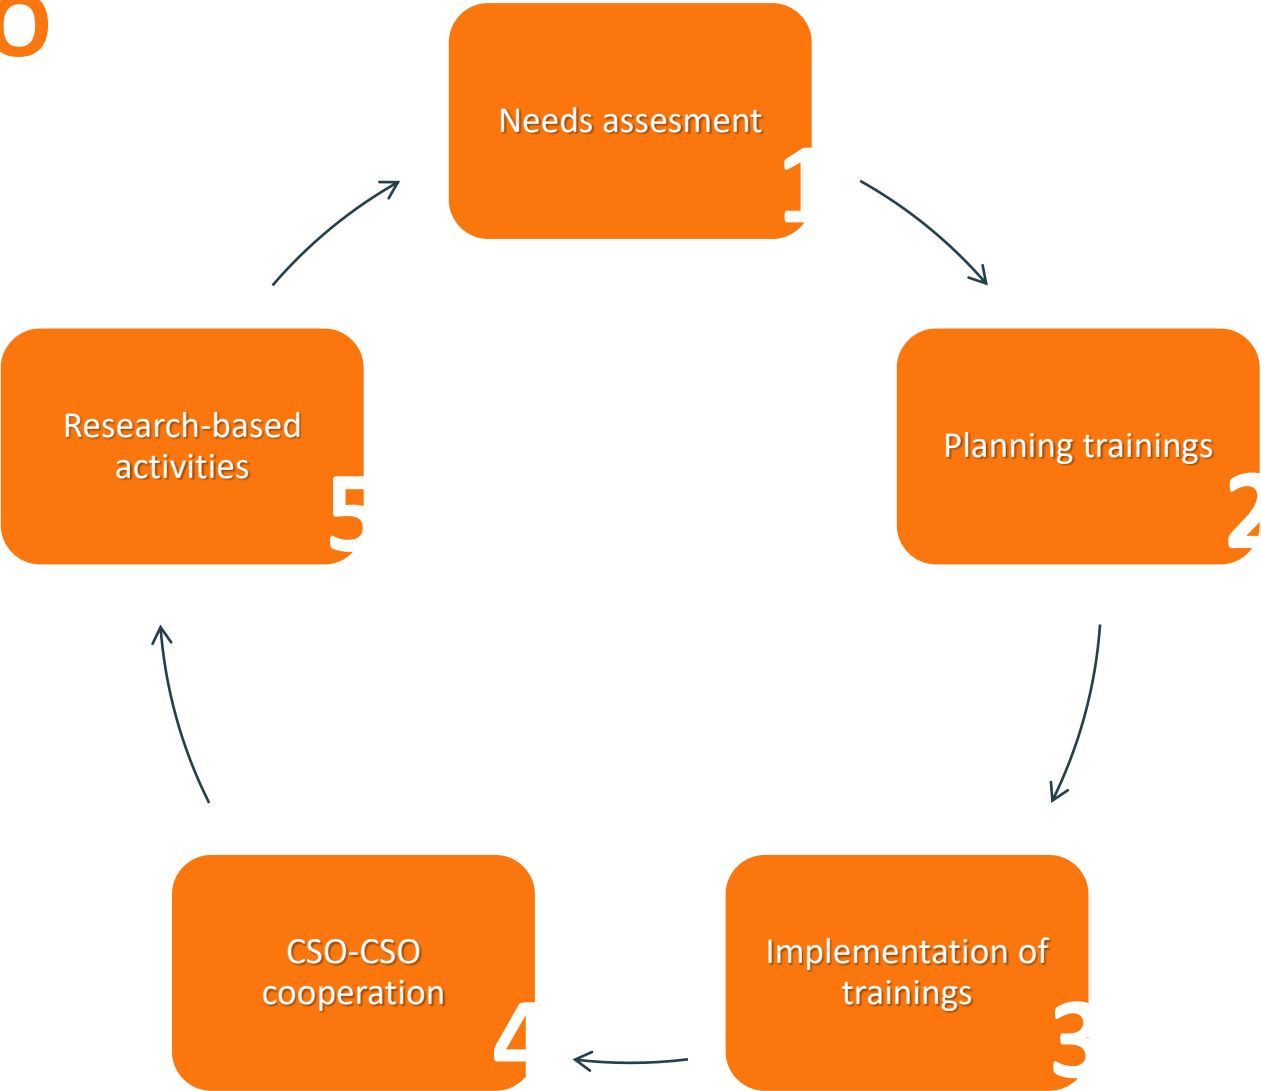 Needs assesment
1
Planning trainings
2
Implementation of
trainings
3
CSO-CSO
cooperation
4
Research-based
activities
5